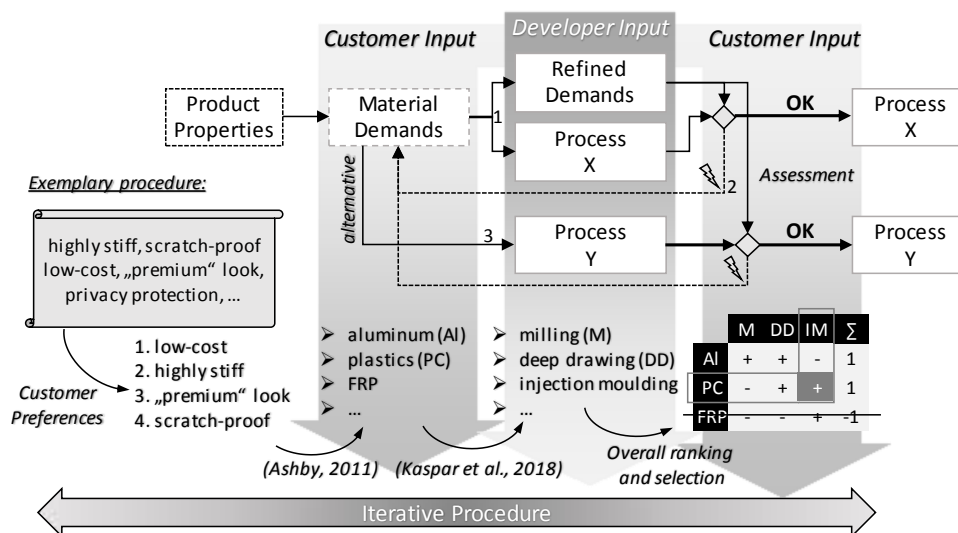 Customer Input
Developer Input
Customer Input
Product
Properties
Material
Demands
1
Refined
Demands
Process
X
OK
Process
X
2
Assessment
alternative
3
Process
Y
OK
Process
Y
Exemplary procedure:
highly stiff, scratch-proof
low-cost, „premium“ look,
privacy protection, ...
Customer
Preferences
1. low-cost
2. highly stiff
3. „premium“ look
4. scratch-proof
➢ aluminum (Al)
➢ plastics (PC)
➢ FRP
➢ ...
➢ milling (M)
➢ deep drawing (DD)
➢ injection moulding
➢ ...
M DD IM Σ
Al + + - 1
PC - + + 1
FRP - - + -1
(Ashby, 2011)
(Kaspar et al., 2018)
Overall ranking
and selection
Iterative Procedure